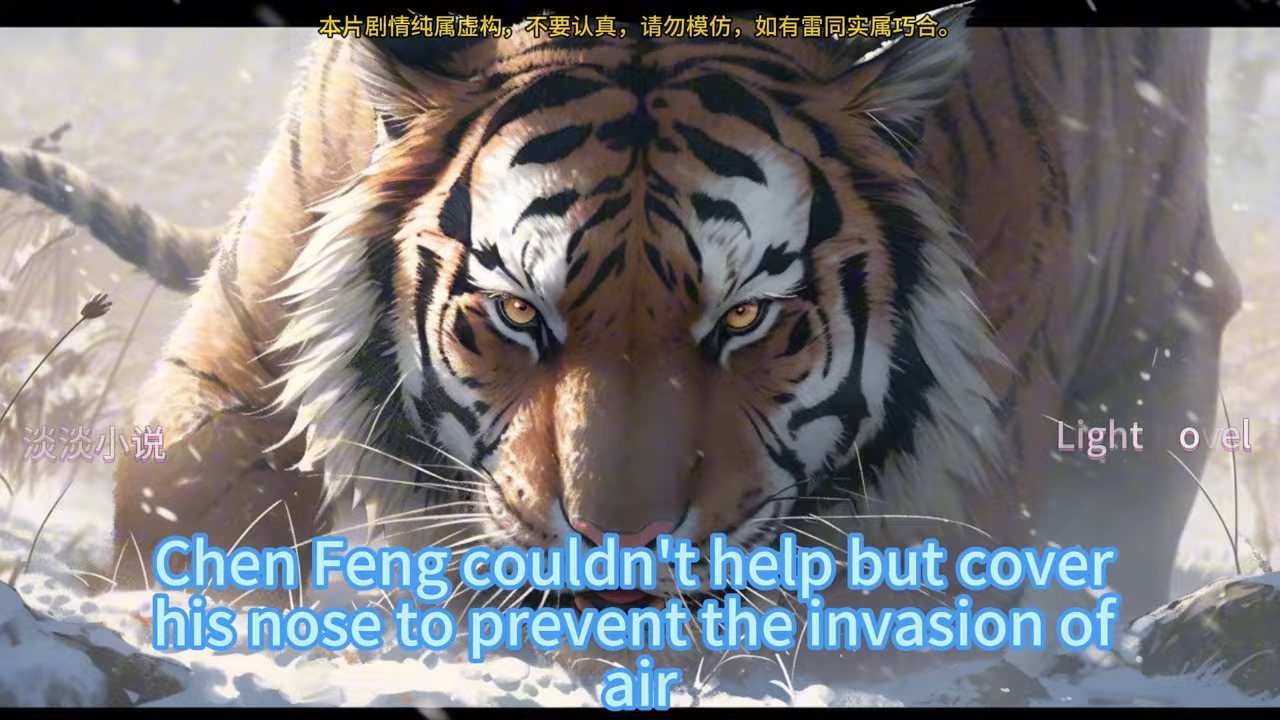 本片剧情纯属虚构，不要认真，请勿模仿，如有雷同实属巧合。
淡淡小说
Light o vel
Chen Feng couldn't help but cover
his nose to prevent the invasion of
air